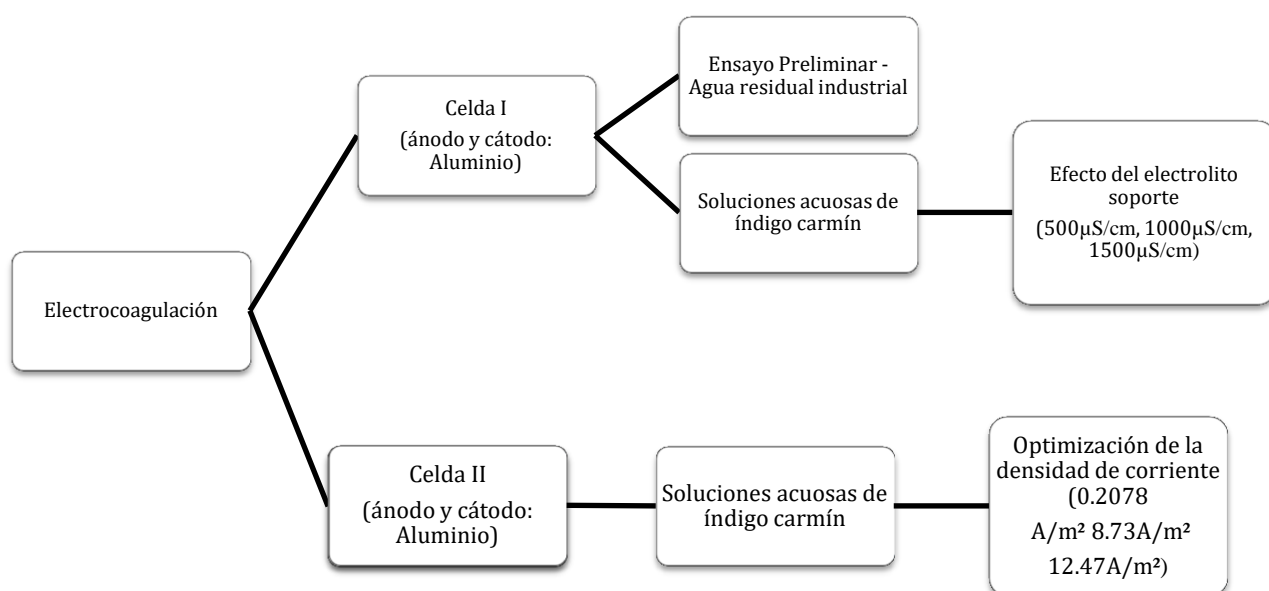 Ensayo Preliminar -
Agua residual industrial
Celda I
(ánodo y cátodo:
Aluminio)
Efecto del electrolito
soporte
(500µS/cm, 1000µS/cm,
1500µS/cm)
Soluciones acuosas de
índigo carmín
Electrocoagulación
Celda II
(ánodo y cátodo:
Aluminio)
Soluciones acuosas de
índigo carmín
Optimización de la
densidad de corriente
(0.2078
A/m² 8.73A/m²
12.47A/m²)